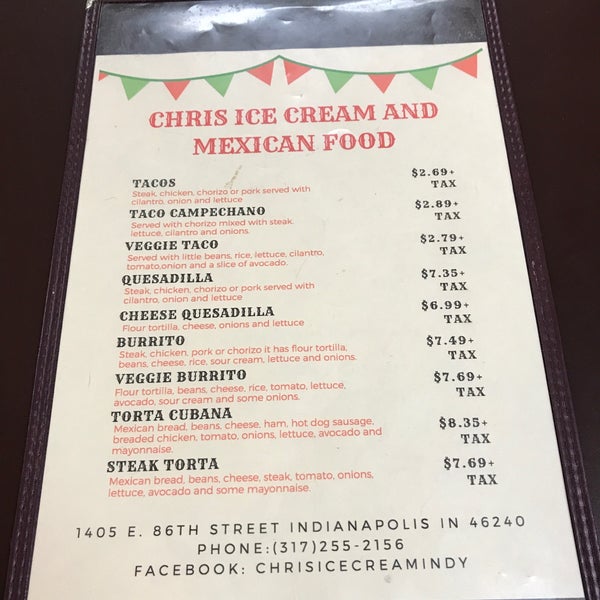 CHRIS ICE CREAM AND
MEXICAN FOOD
TACOS $2.69+
TAX
Steak, chicken, chorizo or pork served with
cilantro, onion and lettuce
TACO CAMPECHANO $2.89+
TAX
Served with chorizo mixed with steak.
lettuce, cilantro and onions.
VEGGIE TACO $2.79+
TAX
Served with little beans, rice, lettuce, cilantro,
tomato,onion and a slice of avocado.
QUESADILLA $7.35+
TAX
Steak, chicken, chorizo or pork served with
cilantro, onion and lettuce
CHEESE QUESADILLA $6.99+
TAX
Flour tortilla, cheese, onions and lettuce
BURRITO $7.49+
TAX
Steak, chicken, pork or chorizo it has flour tortilla,
beans, cheese, rice, sour cream, lettuce and onions.
VEGGIE BURRITO $7.69+
TAX
Flour tortilla, beans, cheese, rice, tomato, lettuce,
avocado, sour cream and some onions.
TORTA CUBANA $8.35+
TAX
Mexican bread, beans, cheese, ham, hot dog sausage,
breaded chicken, tomato, onions, lettuce, avocado and
mayonnaise.
STEAK TORTA $7.69+
TAX
Mexican bread, beans, cheese, steak, tomato, onions,
lettuce, avocado and some mayonnaise.
1405 E. 86TH STREET INDIANAPOLIS IN 46240
PHONE:(317)255-2156
FACEBOOK: CHRISICECREAMINDY